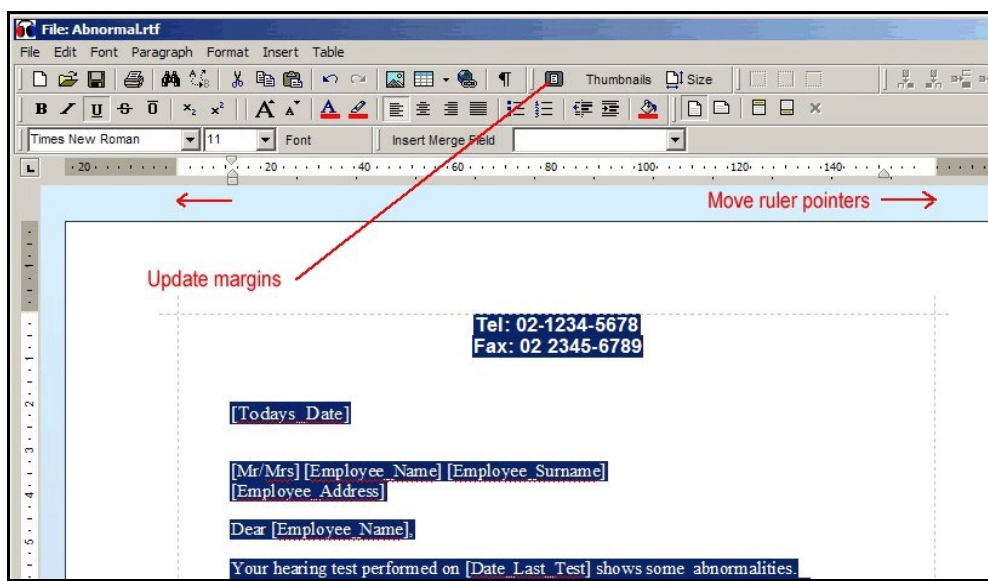 File: Abnormal.rtf
File Edit Font Paragraph Format Insert Table
Thumbnails Size
B I U S O x₂ x² A A A
Times New Roman 11 Font Insert Merge Field
L 20 20 40 60 80 100 120 140
Move ruler pointers
Update margins
Tel: 02-1234-5678
Fax: 02 2345-6789
[Todays_Date]
[Mr/Mrs] [Employee_Name] [Employee_Surname]
[Employee_Address]
Dear [Employee_Name],
Your hearing test performed on [Date_Last_Test] shows some abnormalities.